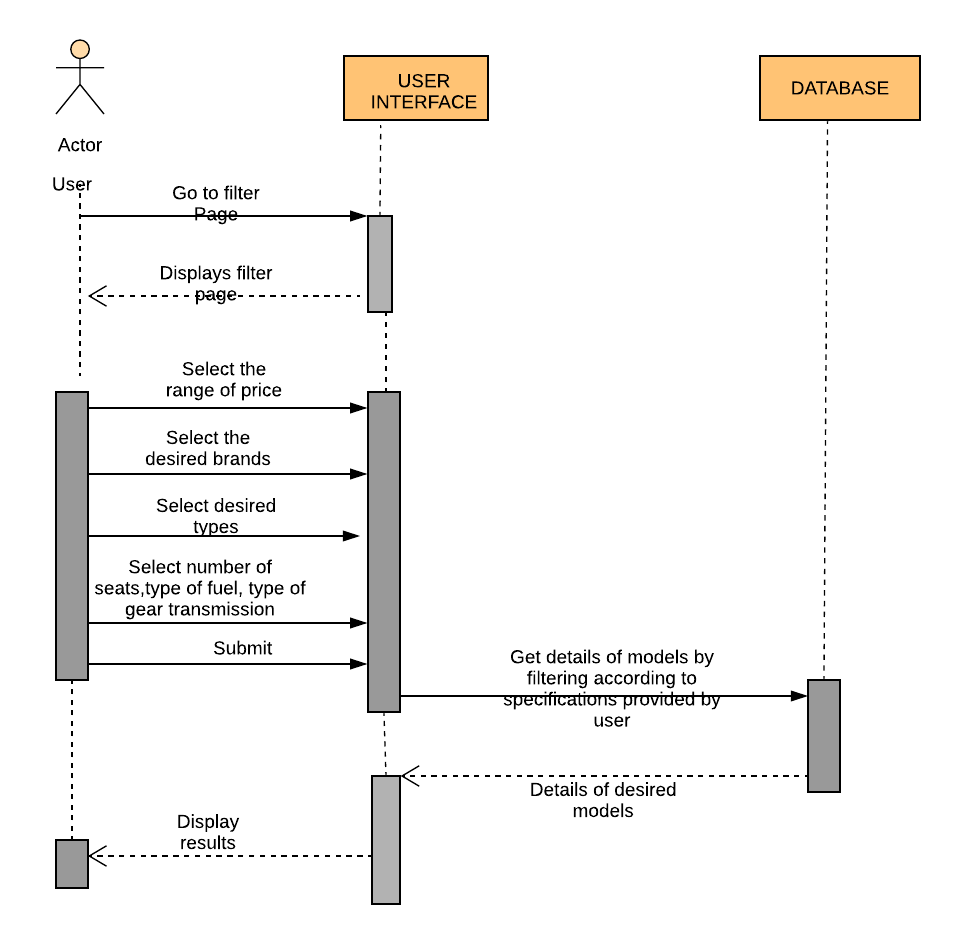 USER
INTERFACE
DATABASE
Actor
User
Go to filter
Page
Displays filter
page
Select the
range of price
Select the
desired brands
Select desired
types
Select number of
seats,type of fuel, type of
gear transmission
Submit
Get details of models by
filtering according to
specifications provided by
user
Details of desired
models
Display
results